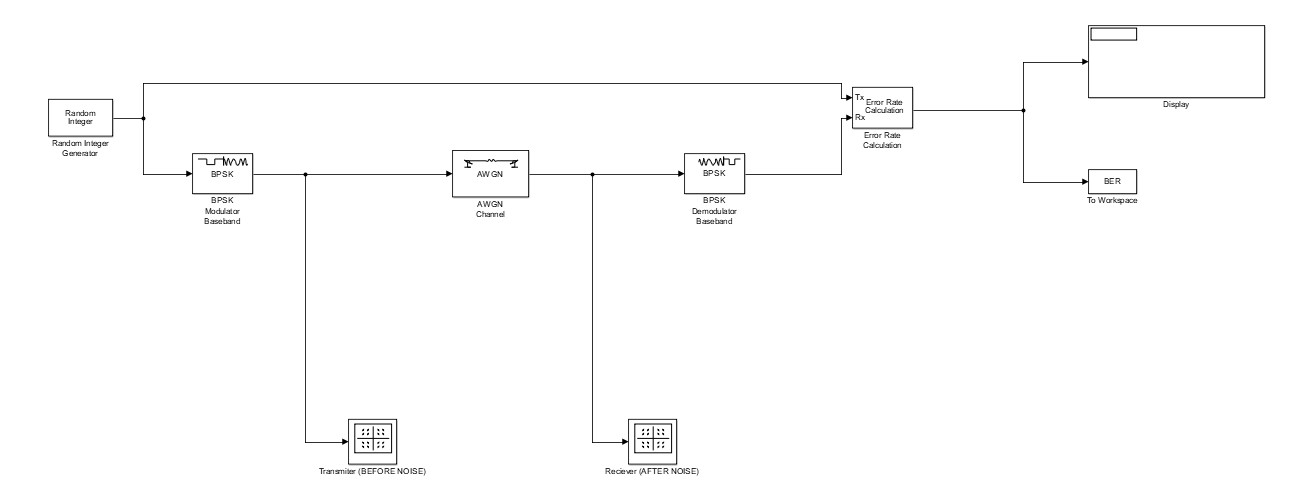 Display
Random
Integer
Random Integer
Generator
Tx
Rx
Error Rate
Calculation
Error Rate
Calculation
BPSK
BPSK
Modulator
Baseband
AWGN
AWGN
Channel
BPSK
BPSK
Demodulator
Baseband
BER
To Workspace
Transmiter (BEFORE NOISE)
Reciever (AFTER NOISE)